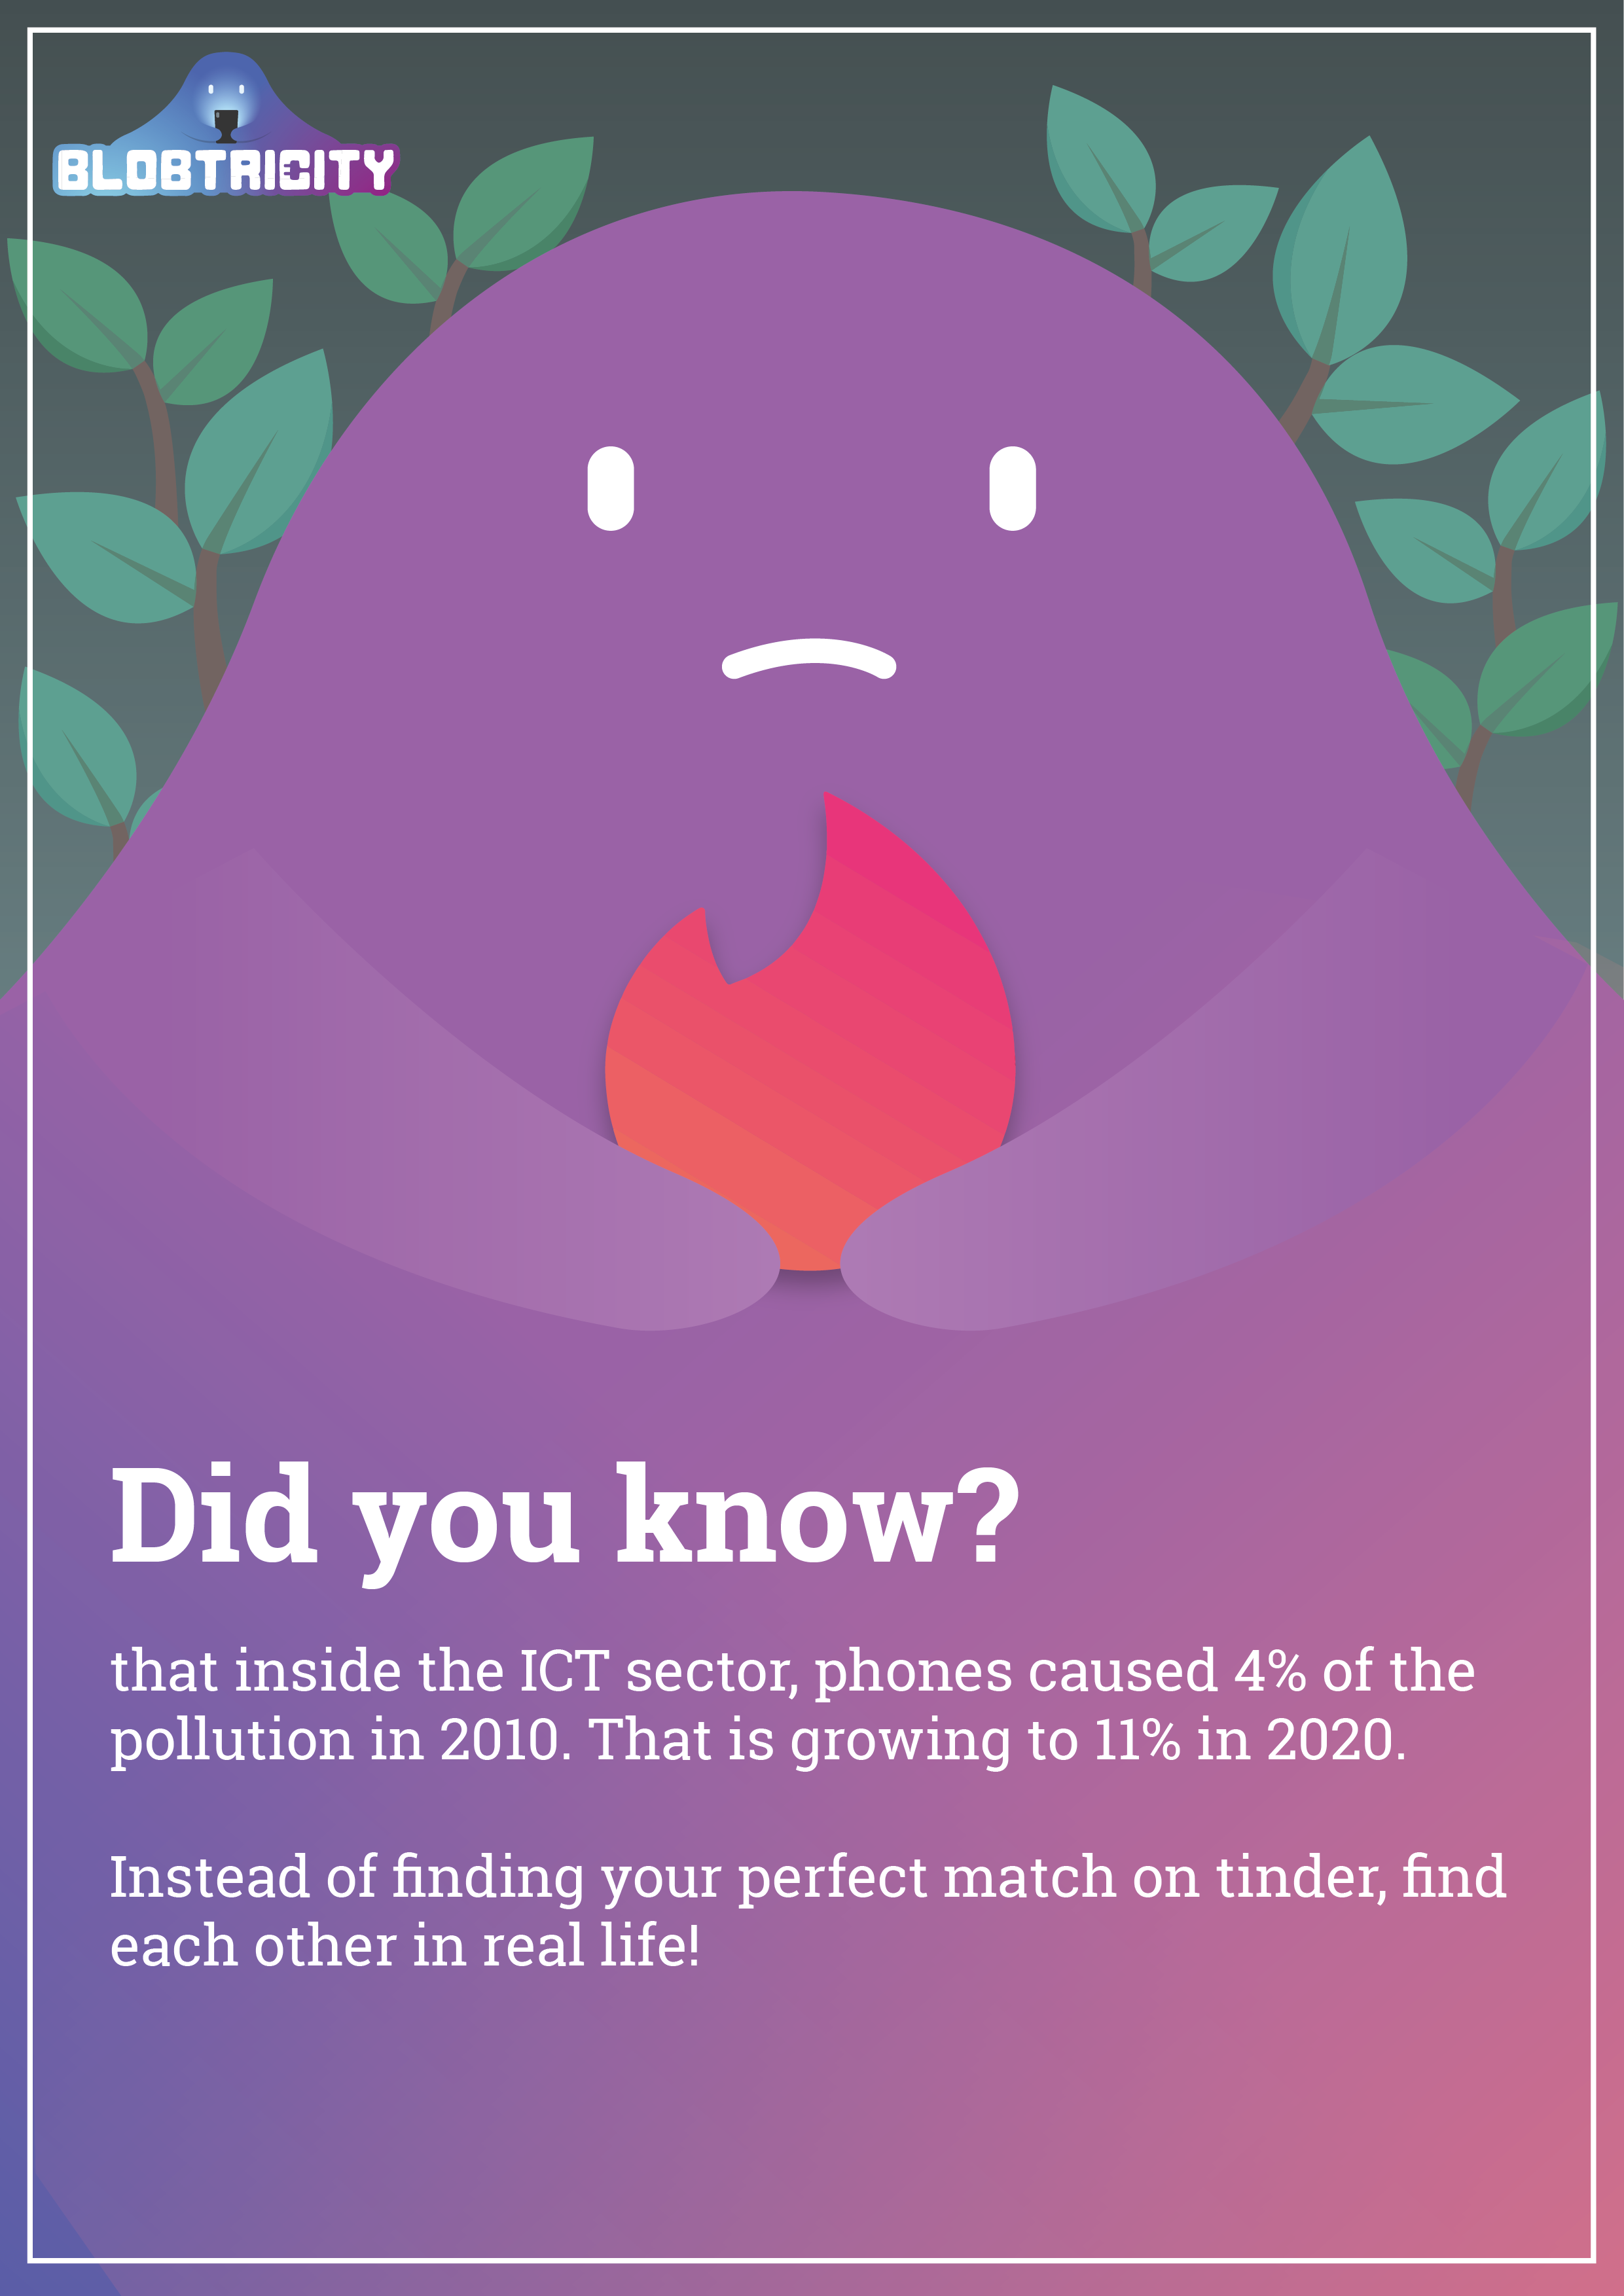 BLOBTRICITY
Did you know?
that inside the ICT sector, phones caused 4% of the
pollution in 2010. That is growing to 11% in 2020.
Instead of finding your perfect match on tinder, find
each other in real life!